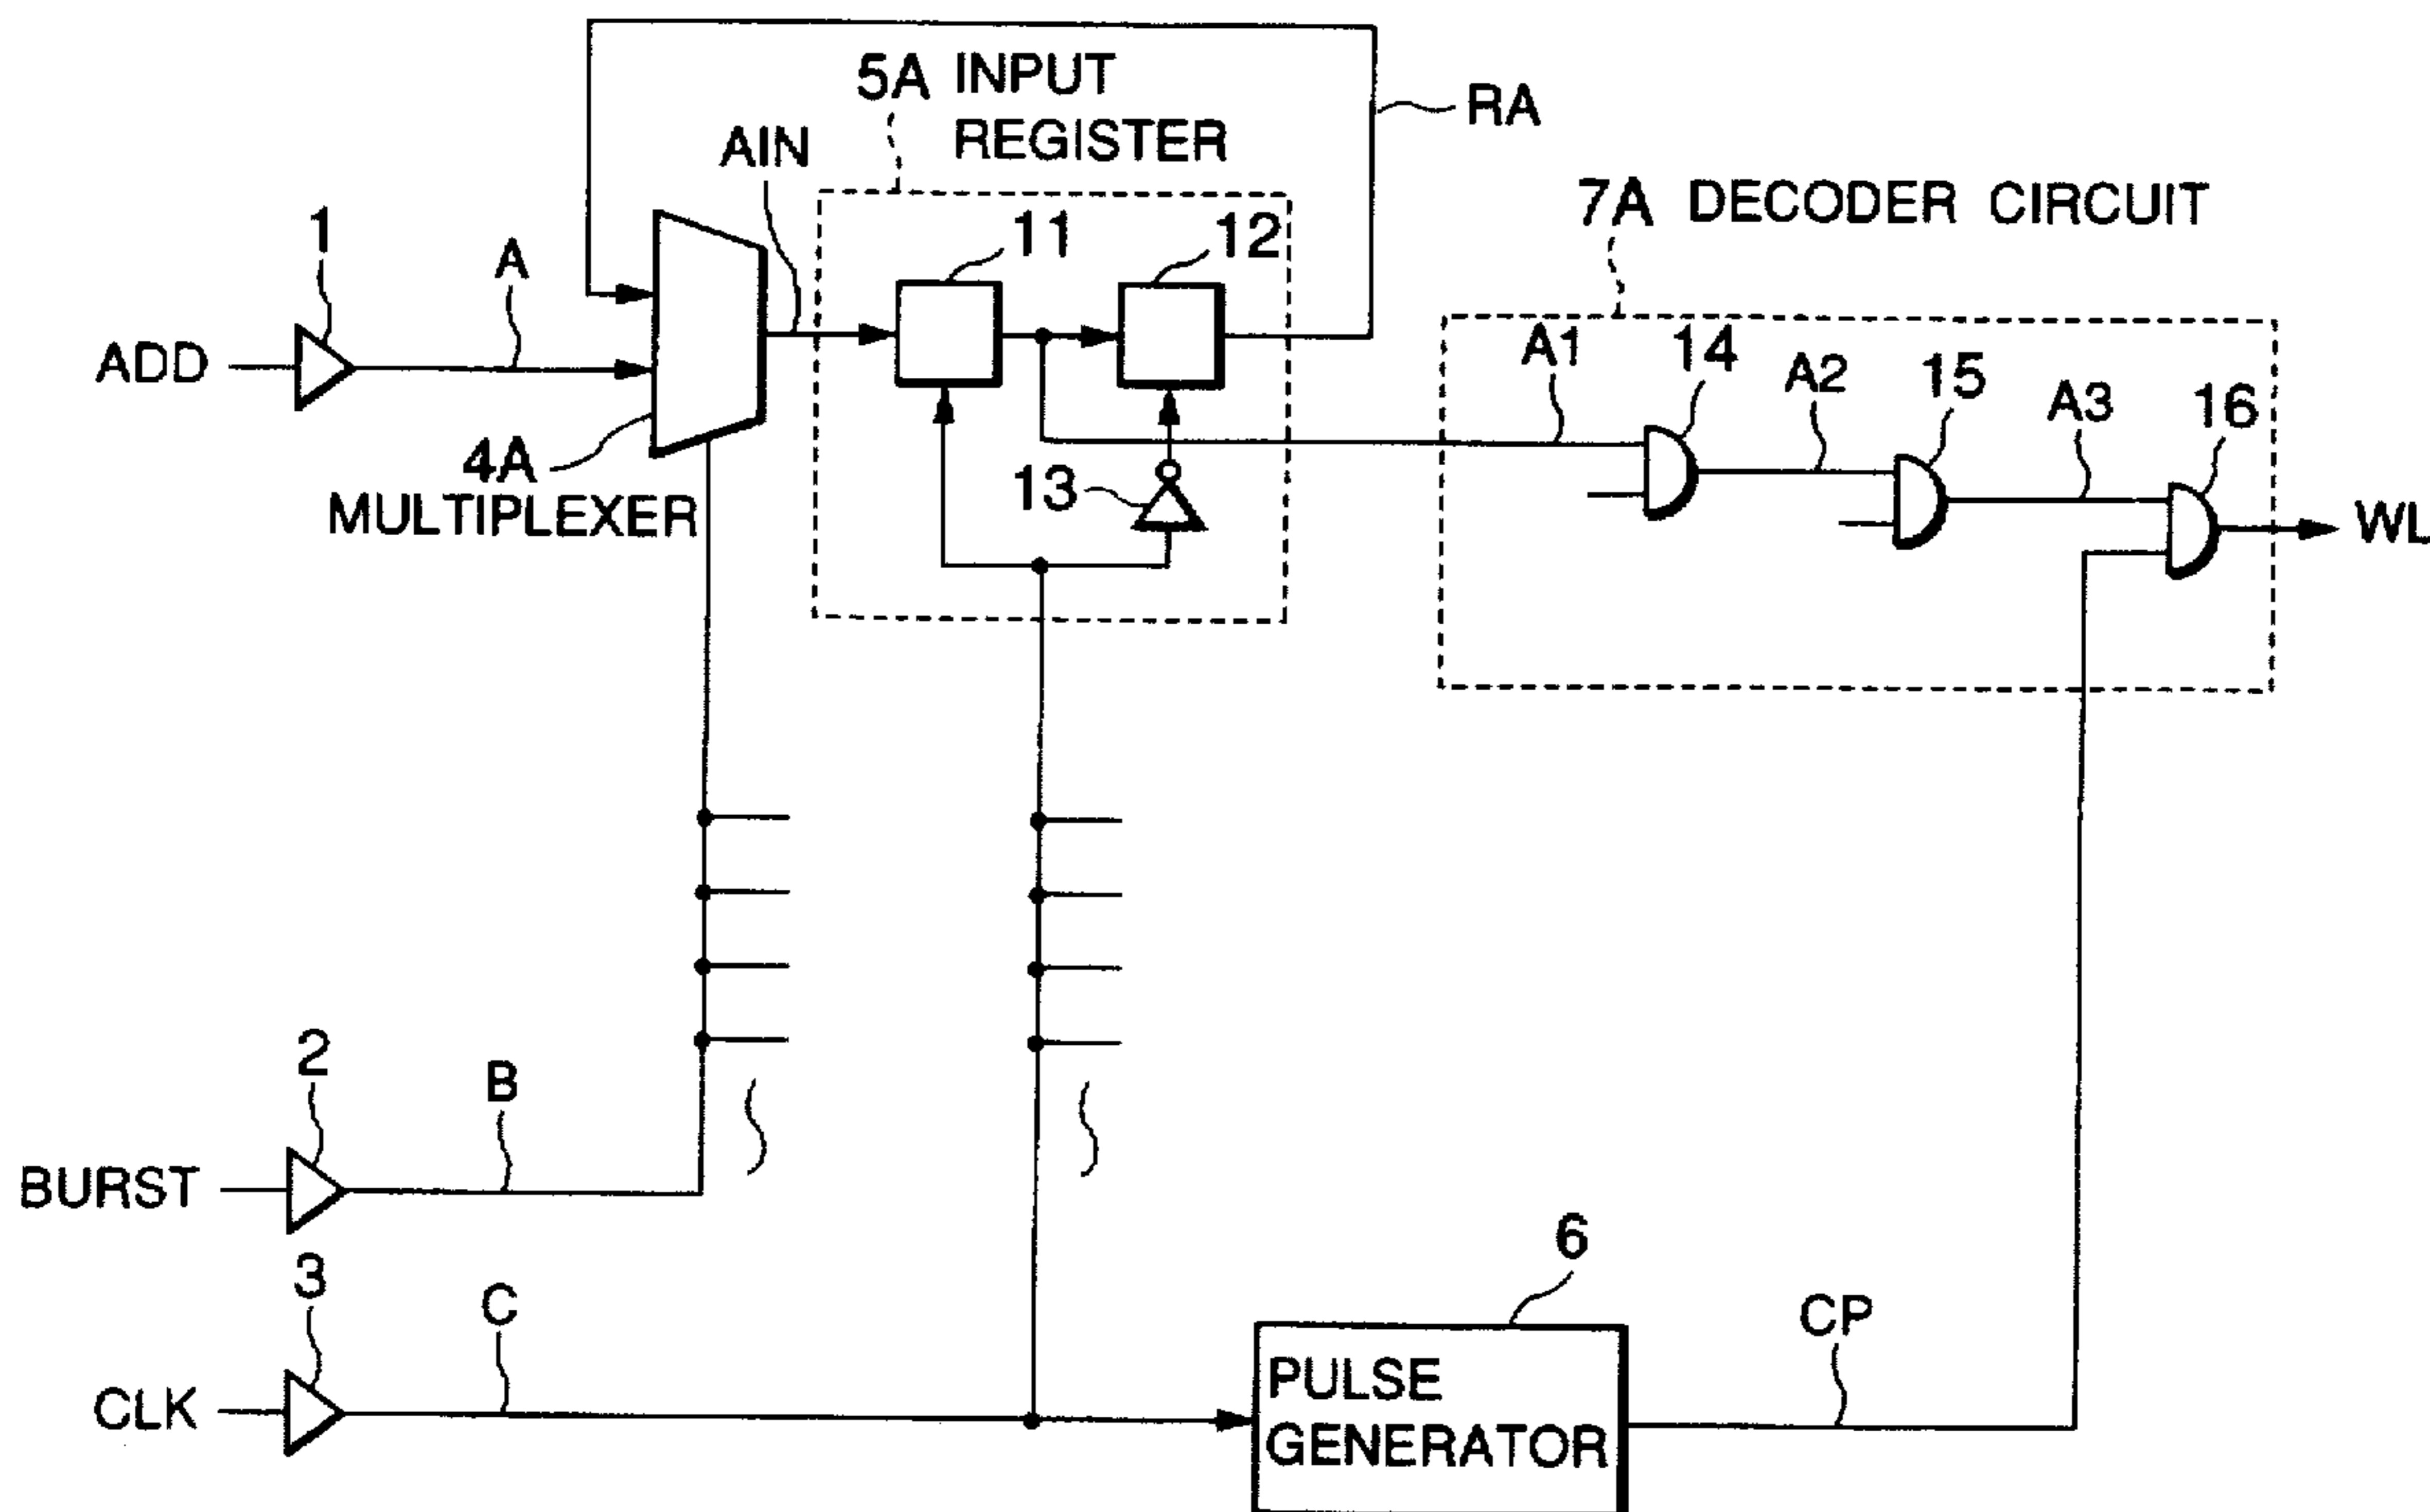 5A INPUT
REGISTER
RA
AIN
7A DECODER CIRCUIT
1
A
11
12
ADD
A1
14
A2
15
A3
16
4A
MULTIPLEXER
13
WL
2
B
BURST
6
3
C
CP
CLK
PULSE
GENERATOR